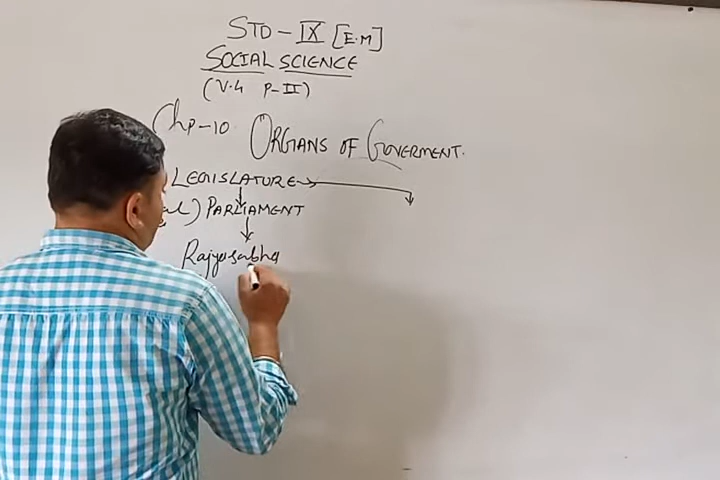 STD - IX [E.M]
SOCIAL SCIENCE
(V.4 P-II)
Chp-10 ORGIANS OF GOVERMENT.
LEGISLATURE
PARLIAMENT
Rajyasabha